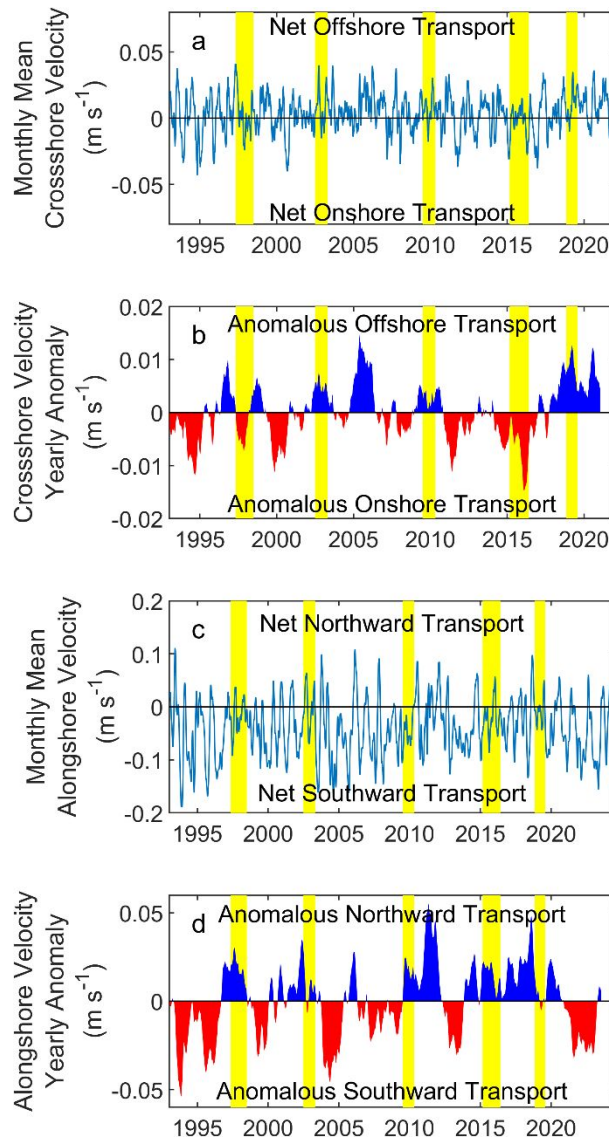 a
Net Offshore Transport
Monthly Mean
Crossshore Velocity
(m s⁻¹)
0.05
0
-0.05
Net Onshore Transport
1995 2000 2005 2010 2015 2020
b
Anomalous Offshore Transport
Crossshore Velocity
Yearly Anomaly
(m s⁻¹)
0.02
0.01
0
-0.01
-0.02
Anomalous Onshore Transport
1995 2000 2005 2010 2015 2020
c
Net Northward Transport
Monthly Mean
Alongshore Velocity
(m s⁻¹)
0.2
0.1
0
-0.1
-0.2
Net Southward Transport
1995 2000 2005 2010 2015 2020
d
Anomalous Northward Transport
Alongshore Velocity
Yearly Anomaly
(m s⁻¹)
0.05
0
-0.05
Anomalous Southward Transport
1995 2000 2005 2010 2015 2020